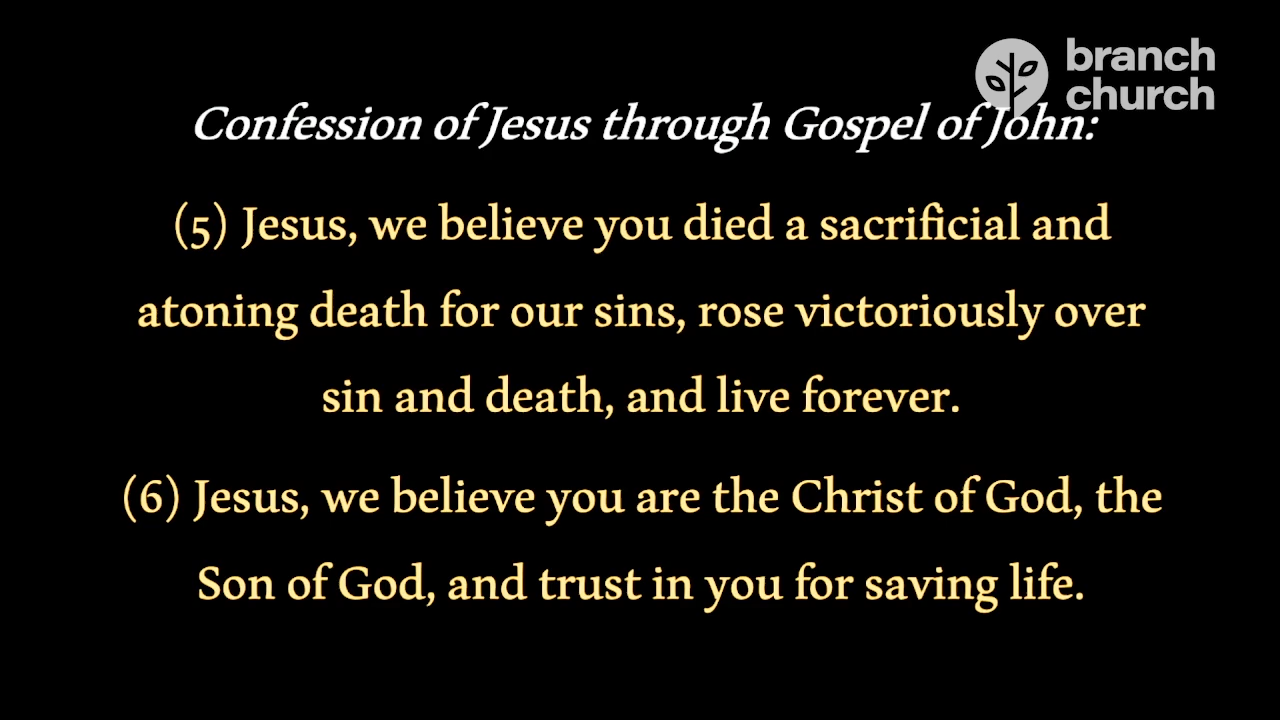 branch
church
Confession of Jesus through Gospel of John:
(5) Jesus, we believe you died a sacrificial and
atoning death for our sins, rose victoriously over
sin and death, and live forever.
(6) Jesus, we believe you are the Christ of God, the
Son of God, and trust in you for saving life.